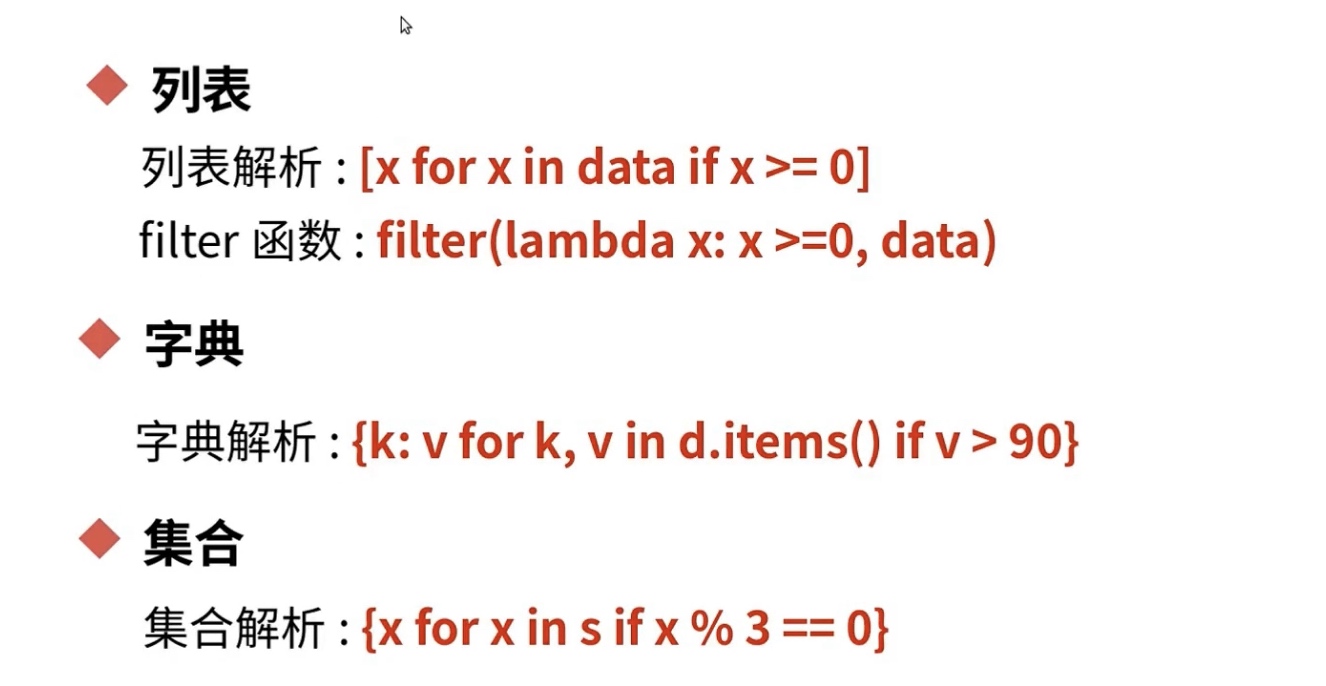 列表
列表解析 : [x for x in data if x >= 0]
filter 函数 : filter(lambda x: x >=0, data)
字典
字典解析 : {k: v for k, v in d.items() if v > 90}
集合
集合解析 : {x for x in s if x % 3 == 0}